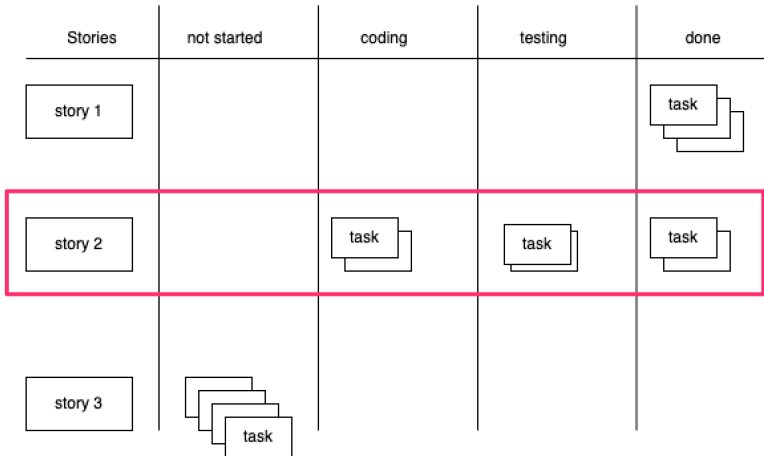 Stories not started coding testing done
story 1 task
story 2 task task task
story 3 task